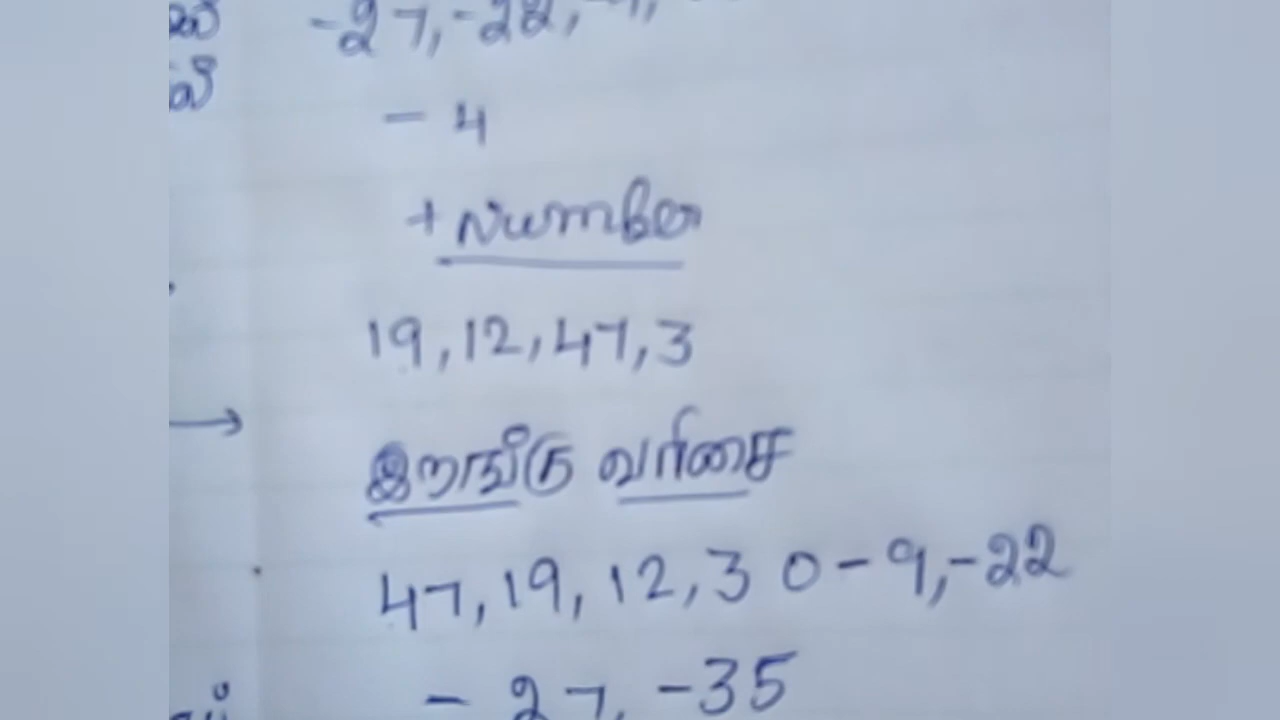 -27, -22, -9,
- 4
+ Number
19, 12, 47, 3
→
இறங்கு வரிசை
47, 19, 12, 3 0 - 9, -22
- 27, -35